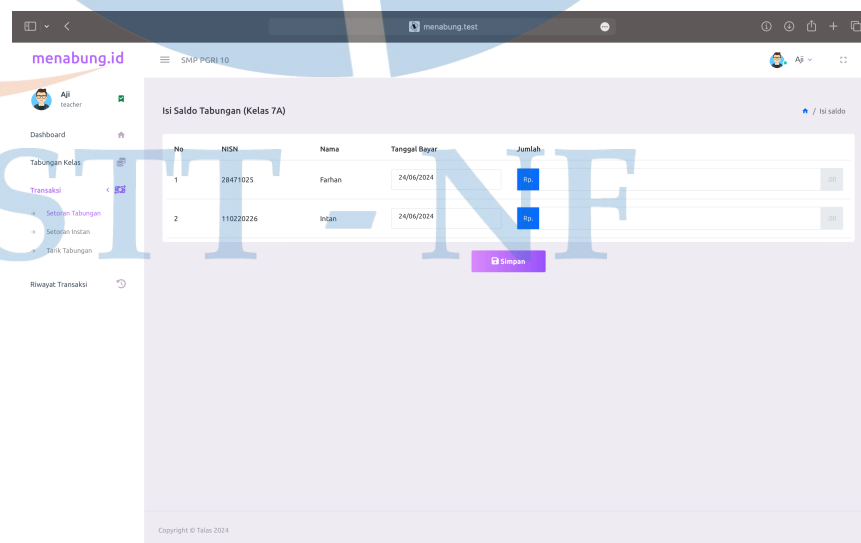 menabung.test
menabung.id
SMP PGRI 10
Aji
Aji
teacher
Isi Saldo Tabungan (Kelas 7A)
/ Isi saldo
Dashboard
Tabungan Kelas
Transaksi
Setoran Tabungan
Setoran Instan
Tarik Tabungan
Riwayat Transaksi
No NISN Nama Tanggal Bayar Jumlah
1 28471025 Farhan 24/06/2024 Rp. .00
2 110220226 Intan 24/06/2024 Rp. .00
Simpan
STT - NF
Copyright © Talas 2024